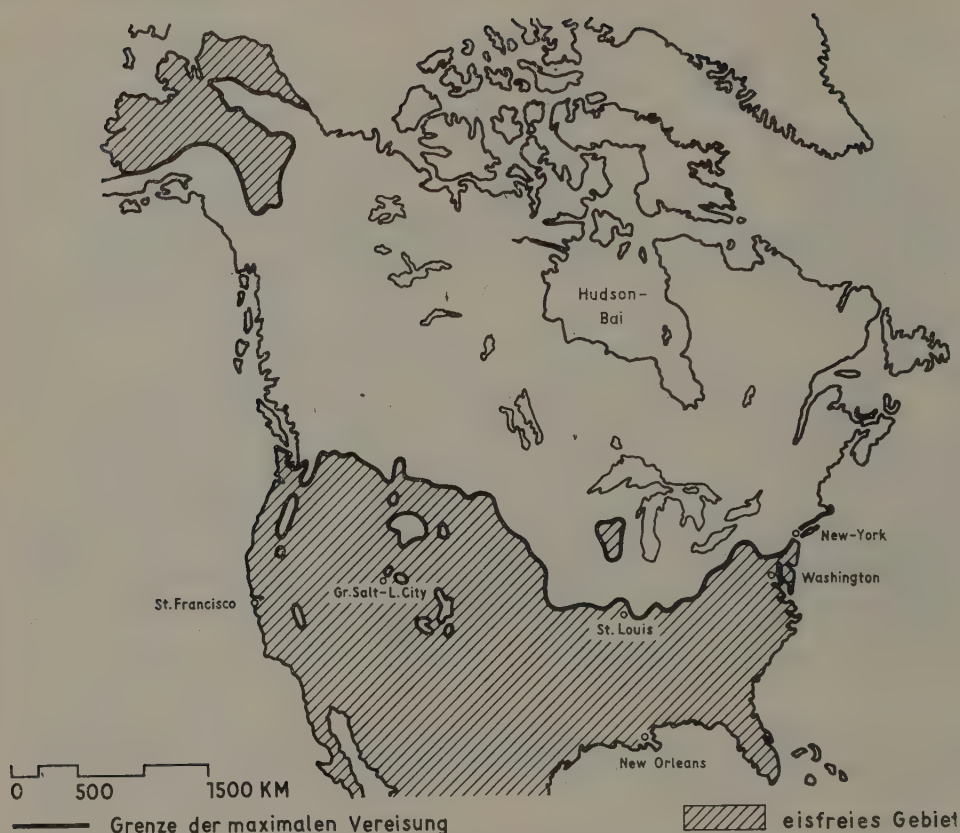 Hudson-
Bai
New-York
Washington
St. Francisco
Gr. Salt-L. City
St. Louis
New Orleans
0 500 1500 KM
Grenze der maximalen Vereisung
eisfreies Gebiet